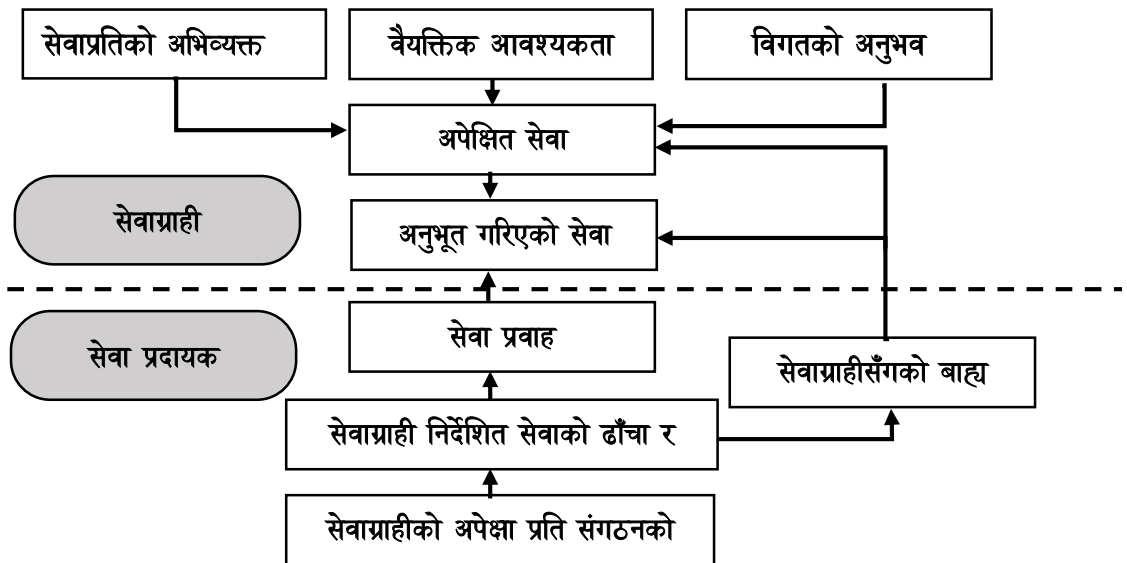 सेवाप्रतिको अभिव्यक्त
वैयक्तिक आवश्यकता
विगतको अनुभव
अपेक्षित सेवा
सेवाग्राही
अनुभूत गरिएको सेवा
सेवा प्रवाह
सेवा प्रदायक
सेवाग्राहीसँगको बाह्य
सेवाग्राही निर्देशित सेवाको ढाँचा र
सेवाग्राहीको अपेक्षा प्रति संगठनको